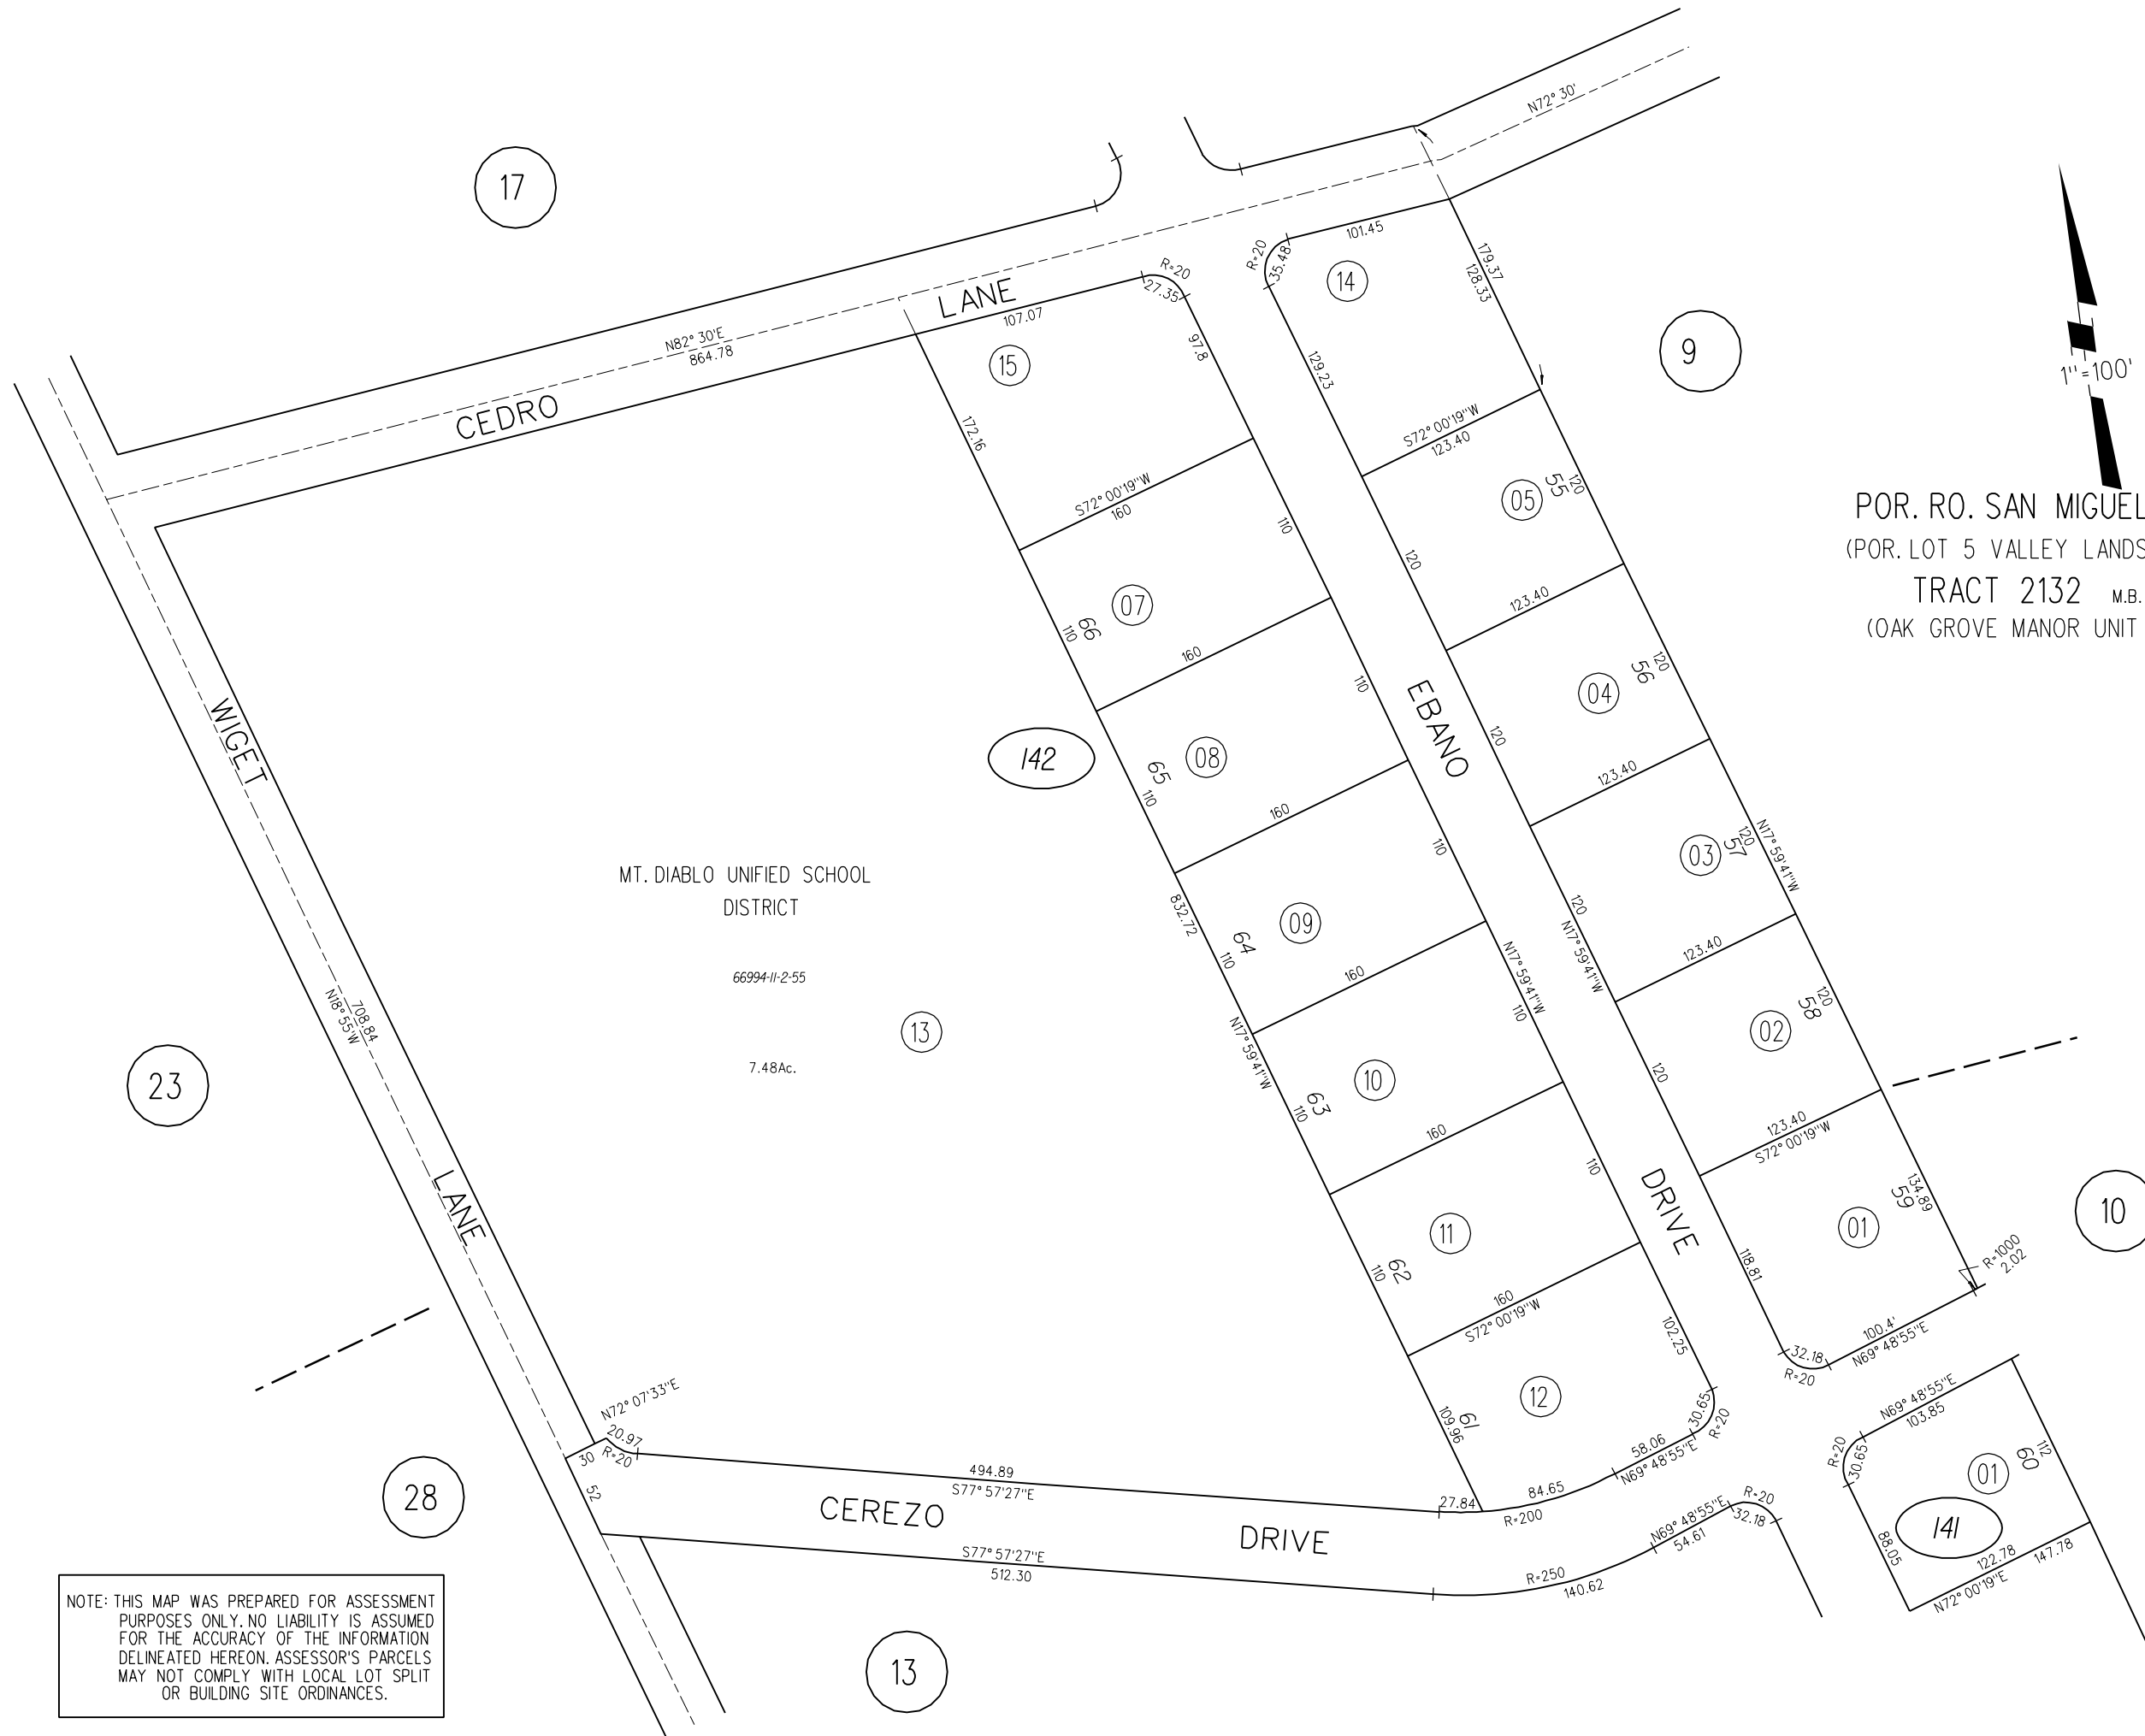 17
N72° 30'
LANE
N82° 30'E
864.78
CEDRO
107.07
R=20
27.35
97.8
15
172.16
S72° 00'19"W
160
R=20
35.48
101.45
14
179.37
128.33
129.23
S72° 00'19"W
123.40
9
1"=100'
POR. RO. SAN MIGUEL
(POR. LOT 5 VALLEY LANDS
TRACT 2132 M.B.
(OAK GROVE MANOR UNIT
05
55
120
120
123.40
110
07
66
110
160
04
56
120
120
123.40
110
EBANO
142
08
65
110
160
WIGET
03
57
120
N17° 59'41"W
120
N17° 59'41"W
123.40
110
MT. DIABLO UNIFIED SCHOOL
DISTRICT
66994-11-2-55
13
7.48Ac.
832.72
09
64
110
160
N17° 59'41"W
110
02
58
120
120
123.40
S72° 00'19"W
N17° 59'41"W
10
63
110
160
110
708.84
N18° 55'W
23
LANE
11
62
110
160
S72° 00'19"W
DRIVE
01
59
134.89
118.81
R=1000
2.02
10
100.4'
N69° 48'55"E
32.18
R=20
102.25
12
61
109.96
30.65
R=20
58.06
N69° 48'55"E
84.65
R=200
27.84
N72° 07'33"E
20.97
R=20
30
52
494.89
S77° 57'27"E
CEREZO
DRIVE
S77° 57'27"E
512.30
R=250
140.62
N69° 48'55"E
54.61
R=20
32.18
N69° 48'55"E
103.85
R=20
30.65
112
60
01
141
88.05
122.78
147.78
N72° 00'19"E
28
13
NOTE: THIS MAP WAS PREPARED FOR ASSESSMENT
PURPOSES ONLY. NO LIABILITY IS ASSUMED
FOR THE ACCURACY OF THE INFORMATION
DELINEATED HEREON. ASSESSOR'S PARCELS
MAY NOT COMPLY WITH LOCAL LOT SPLIT
OR BUILDING SITE ORDINANCES.